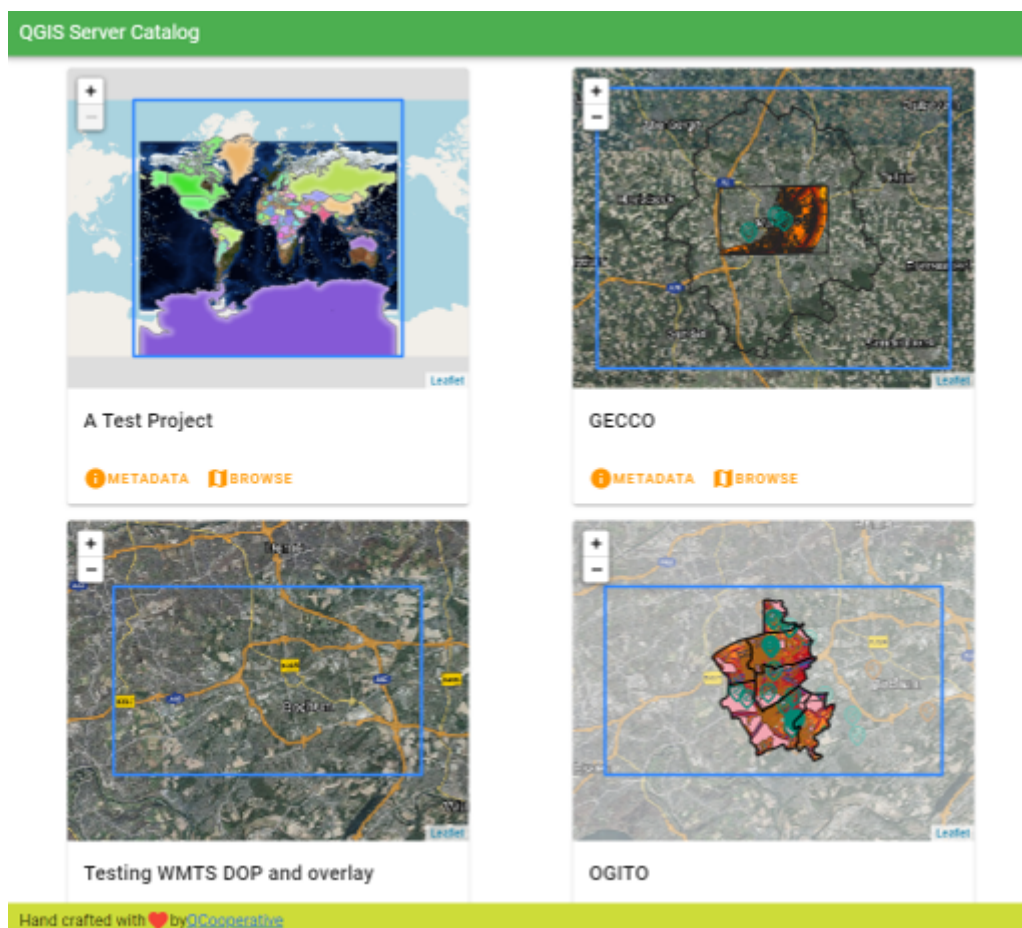 QGIS Server Catalog
+
−
Leaflet
A Test Project
METADATA BROWSE
+
−
Leaflet
GECCO
METADATA BROWSE
+
−
Leaflet
Testing WMTS DOP and overlay
+
−
Leaflet
OGITO
Hand crafted with ❤ by QCooperative